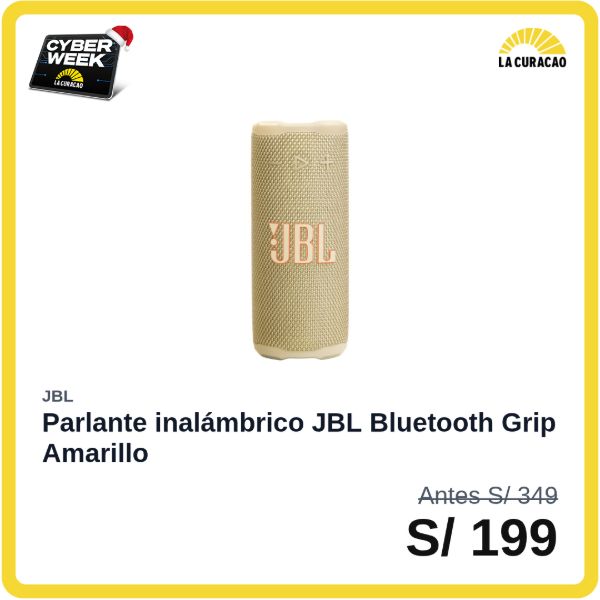 CYBER
WEEK
LA CURACAO
LA CURACAO
JBL
JBL
Parlante inalámbrico JBL Bluetooth Grip
Amarillo
Antes S/ 349
S/ 199